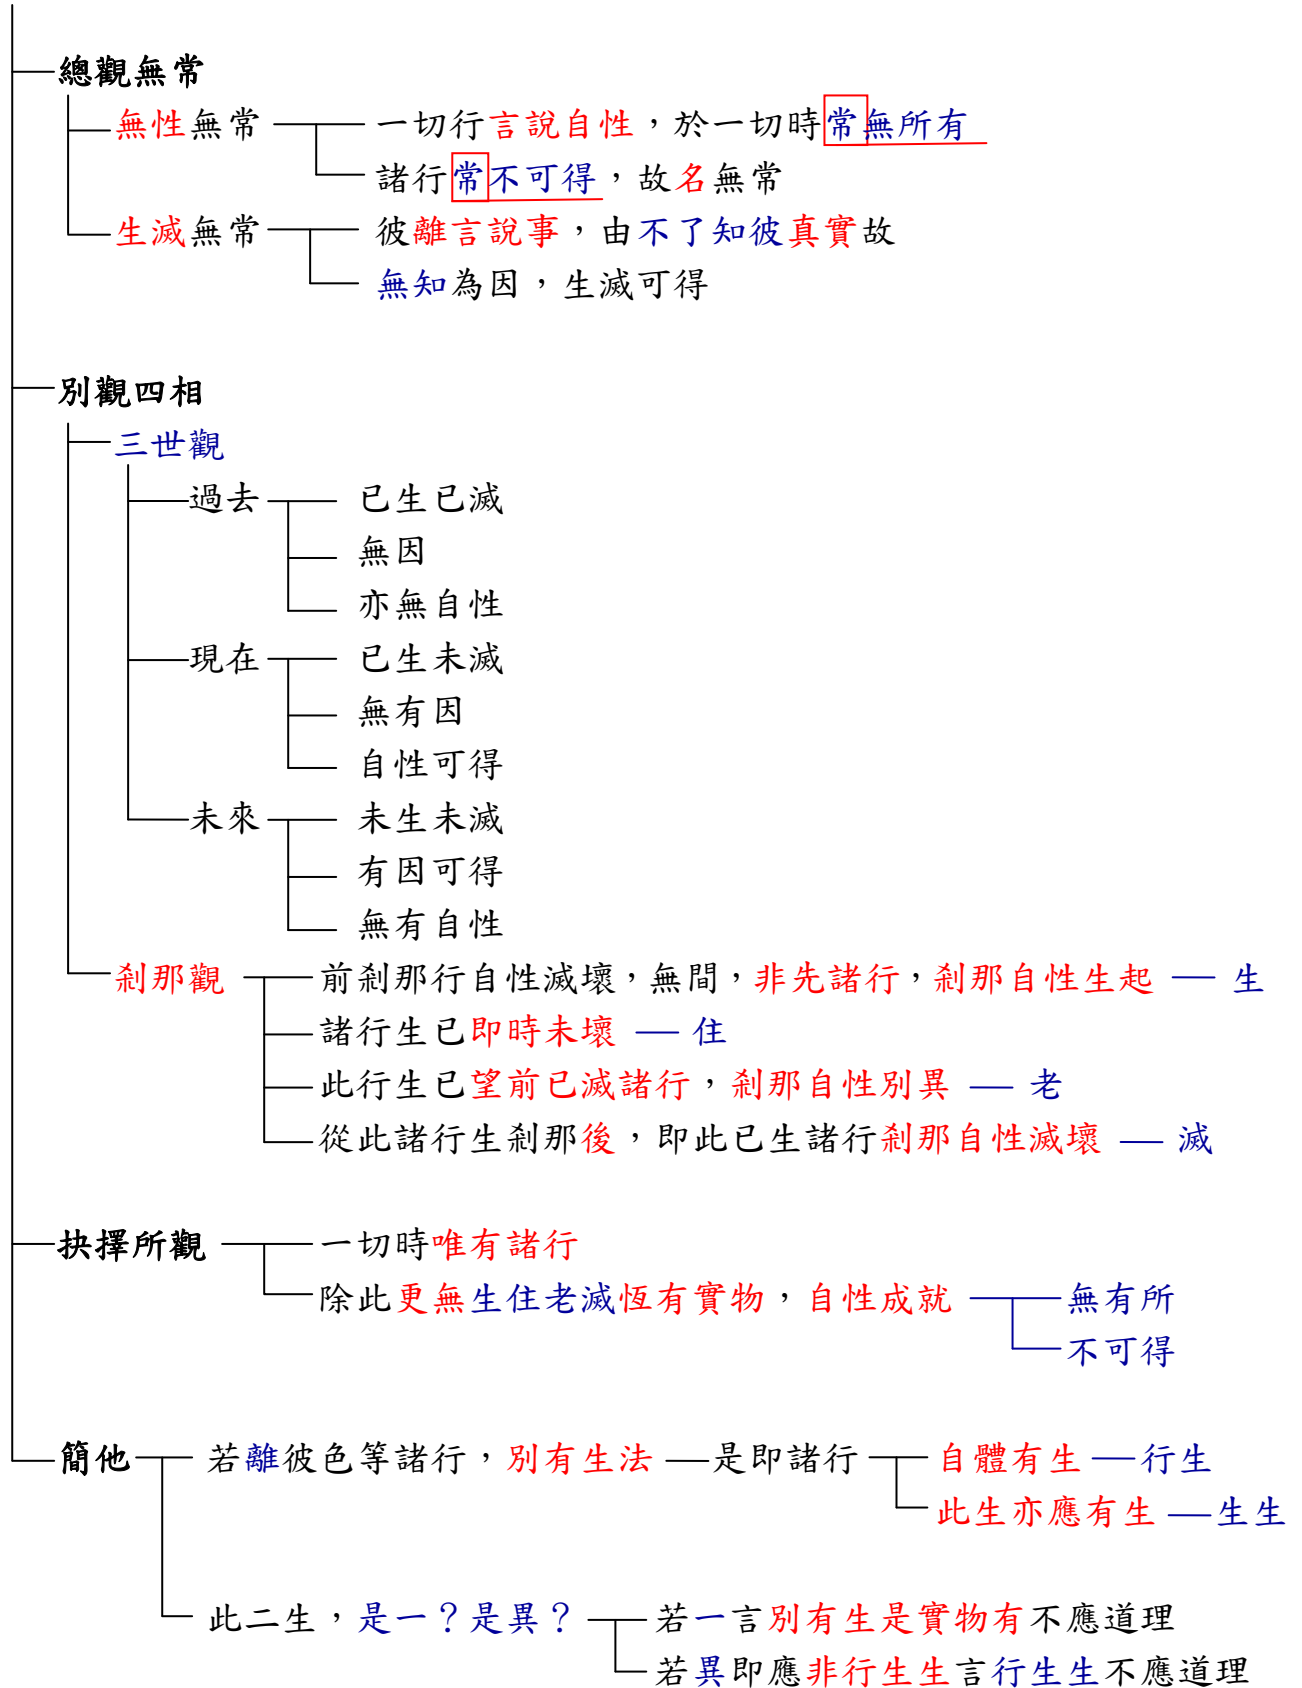 總觀無常
無性無常 一切行言說自性，於一切時常無所有
諸行常不可得，故名無常
生滅無常 彼離言說事，由不了知彼真實故
無知為因，生滅可得
別觀四相
三世觀
過去 已生已滅
無因
亦無自性
現在 已生未滅
無有因
自性可得
未來 未生未滅
有因可得
無有自性
剎那觀 前剎那行自性滅壞，無間，非先諸行，剎那自性生起 — 生
諸行生已即時未壞 — 住
此行生已望前已滅諸行，剎那自性別異 — 老
從此諸行生剎那後，即此已生諸行剎那自性滅壞 — 滅
抉擇所觀 一切時唯有諸行
除此更無生住老滅恆有實物，自性成就 無有所
不可得
簡他 若離彼色等諸行，別有生法 —是即諸行 自體有生 —行生
此生亦應有生 —生生
此二生，是一？是異？ 若一言別有生是實物有不應道理
若異即應非行生生言行生生不應道理